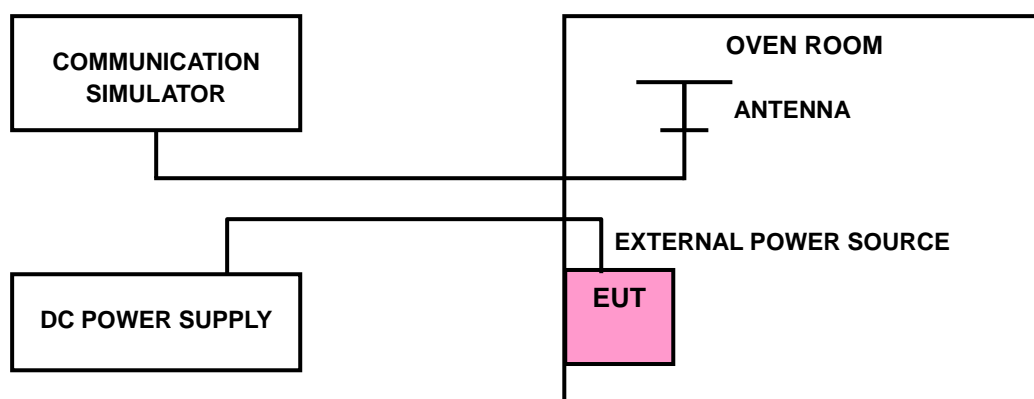 COMMUNICATION
SIMULATOR
OVEN ROOM
ANTENNA
EXTERNAL POWER SOURCE
DC POWER SUPPLY
EUT